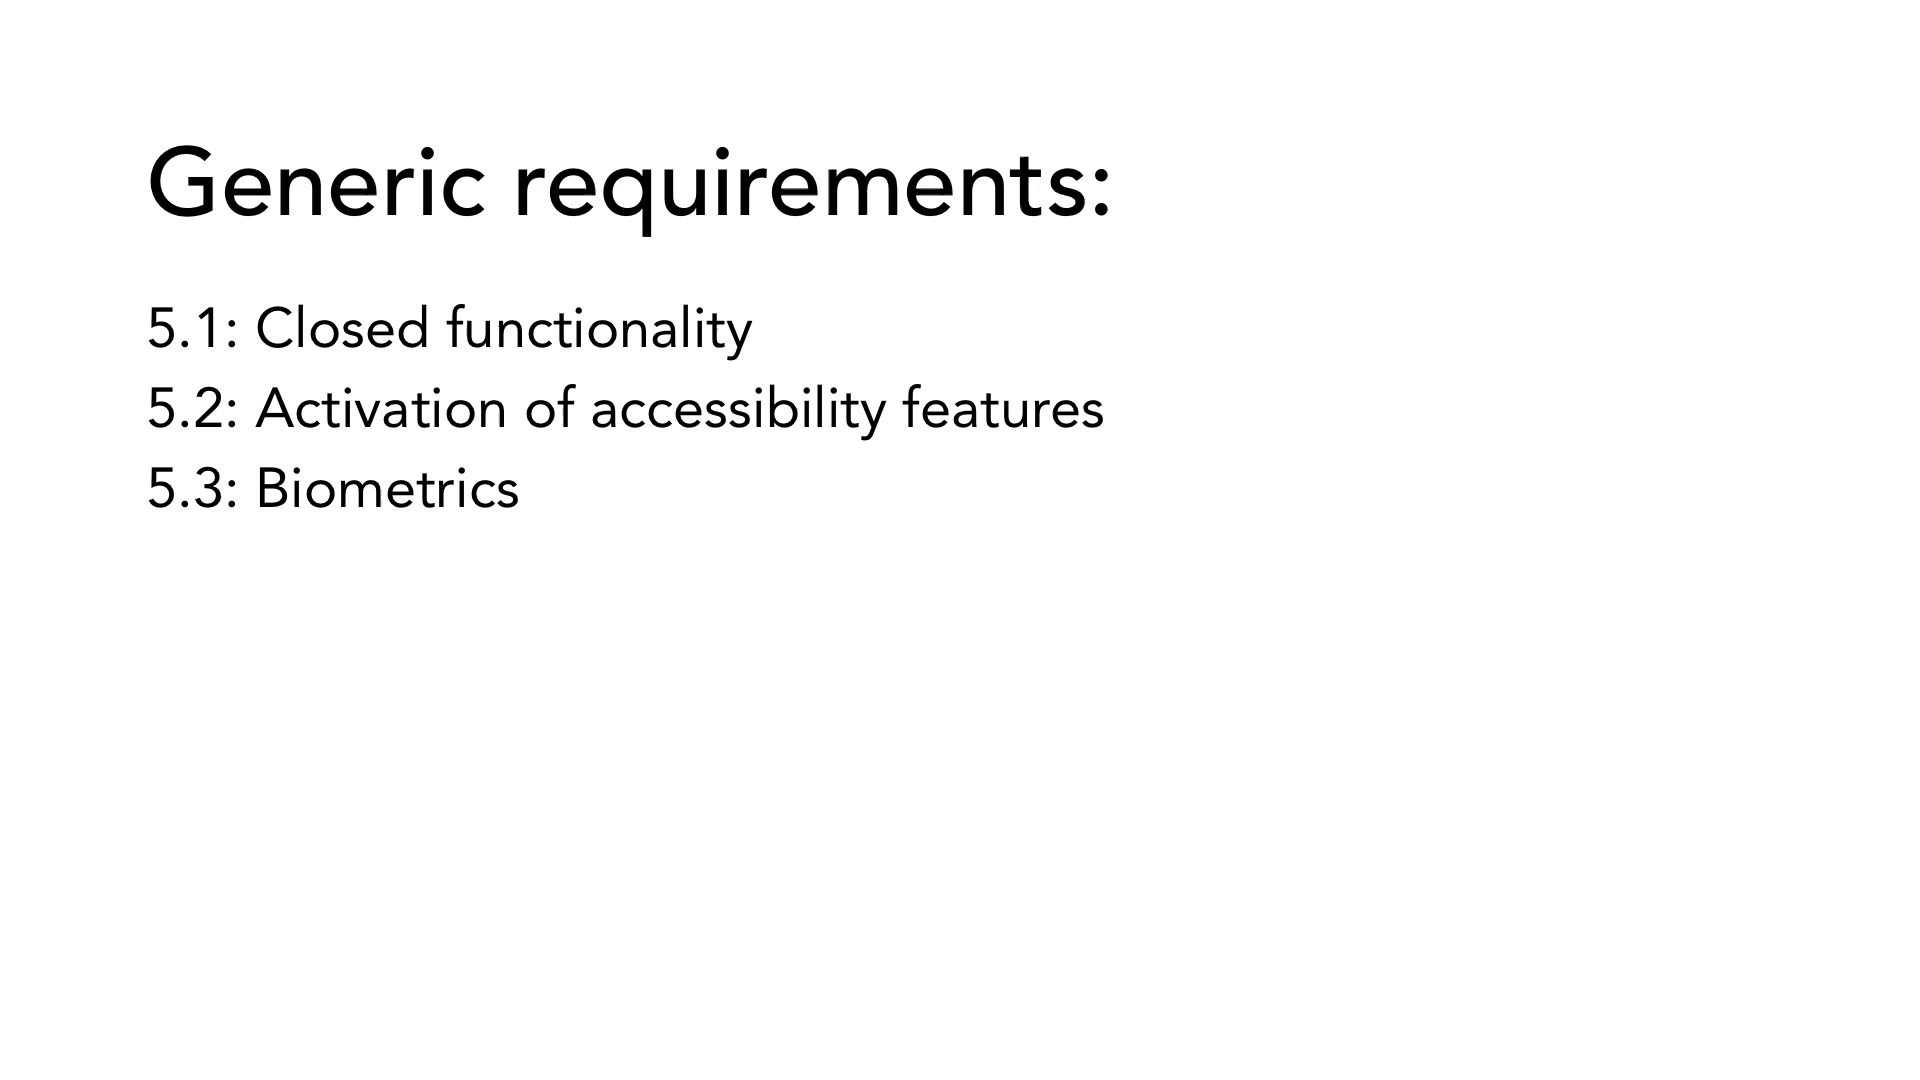 Generic requirements:
5.1: Closed functionality
5.2: Activation of accessibility features
5.3: Biometrics